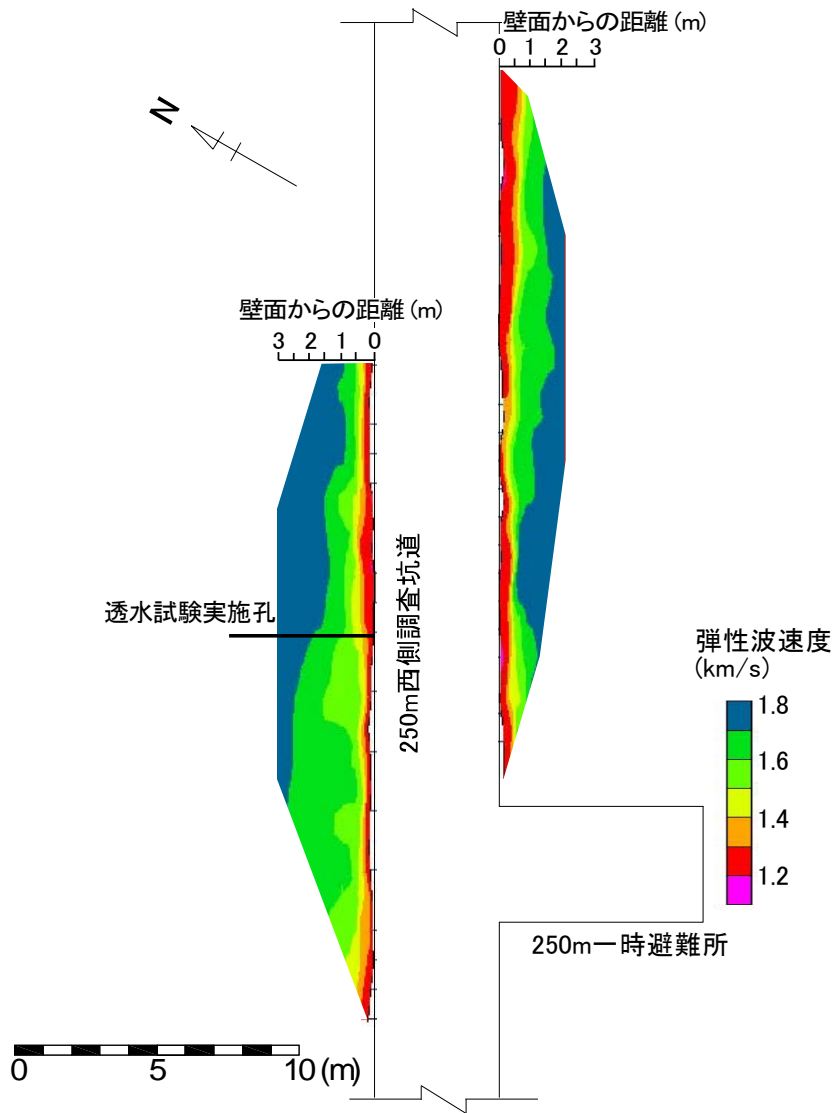 壁面からの距離 (m)
0 1 2 3
N
壁面からの距離 (m)
3 2 1 0
250m西側調査坑道
透水試験実施孔
弾性波速度
(km/s)
1.8
1.6
1.4
1.2
250m一時避難所
0 5 10 (m)